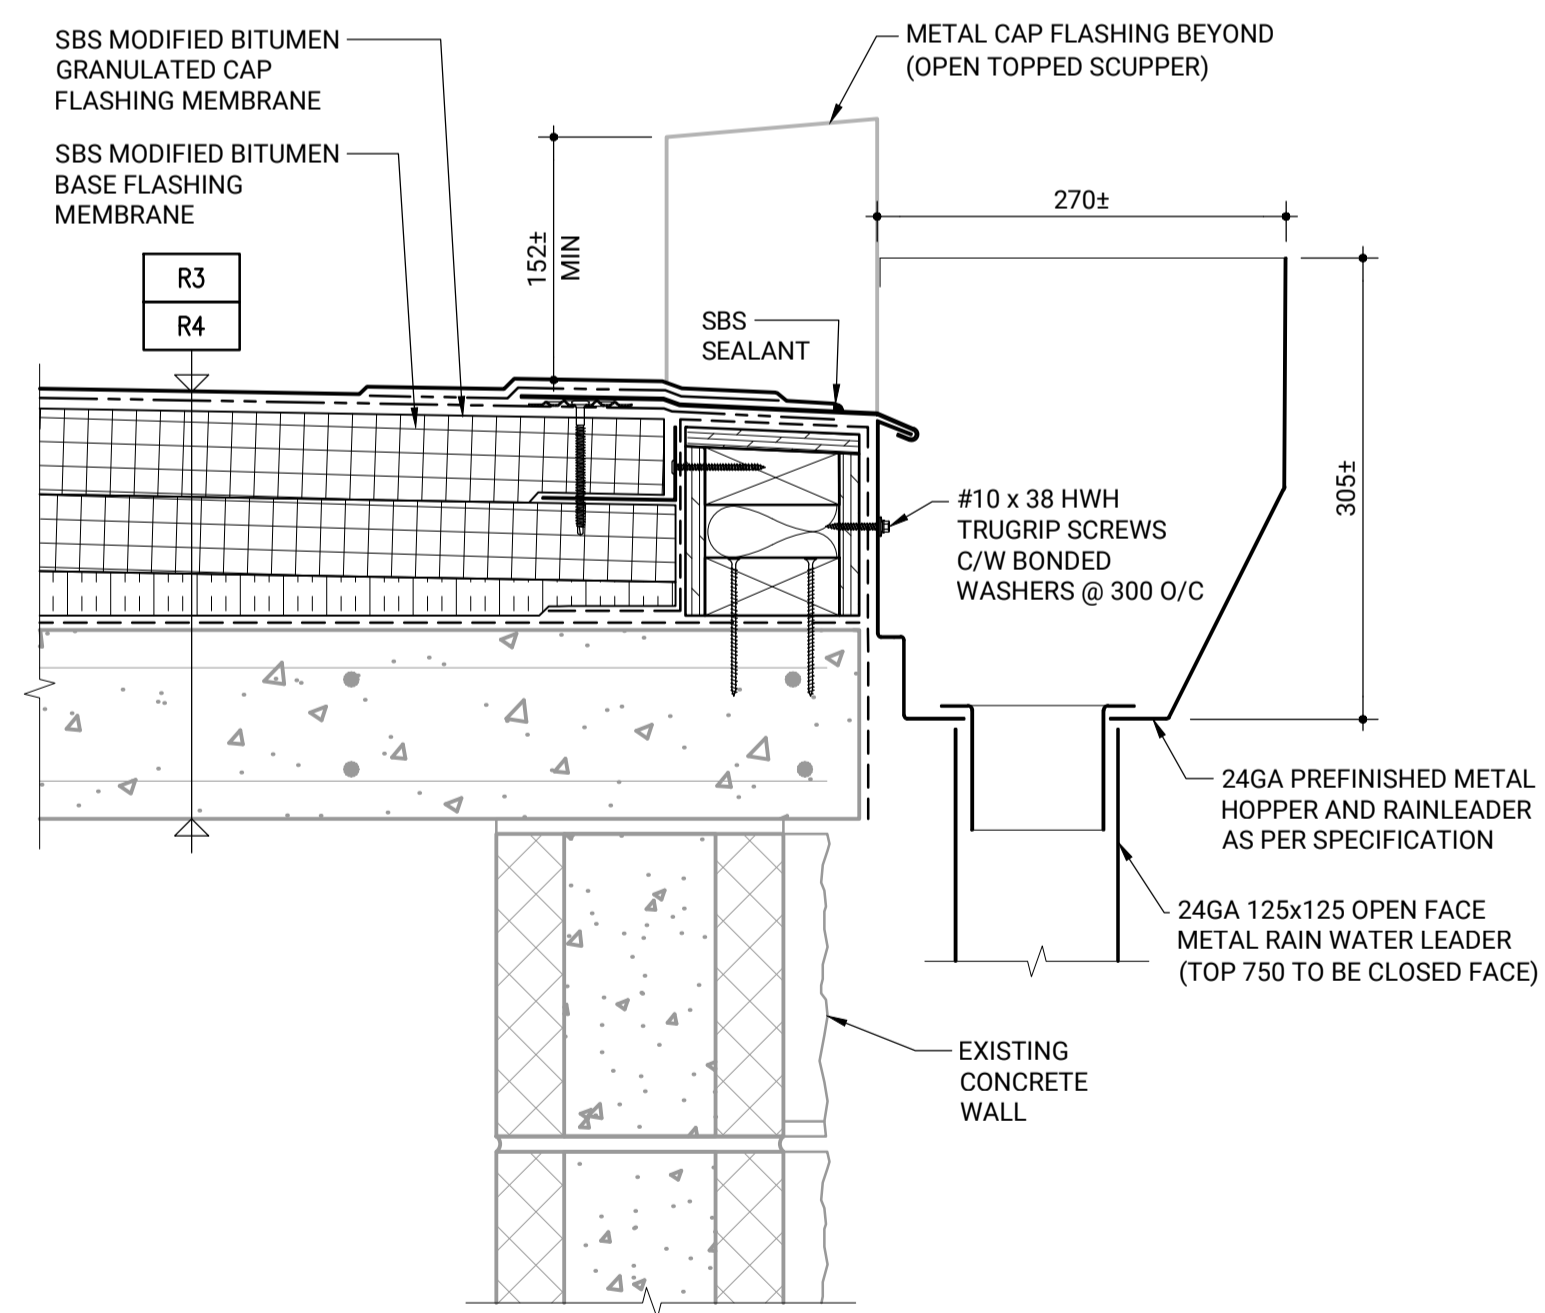 SBS MODIFIED BITUMEN
GRANULATED CAP
FLASHING MEMBRANE
SBS MODIFIED BITUMEN
BASE FLASHING
MEMBRANE
R3
R4
152±
MIN
METAL CAP FLASHING BEYOND
(OPEN TOPPED SCUPPER)
270±
SBS
SEALANT
305±
#10 x 38 HWH
TRUGRIP SCREWS
C/W BONDED
WASHERS @ 300 O/C
24GA PREFINISHED METAL
HOPPER AND RAINLEADER
AS PER SPECIFICATION
24GA 125x125 OPEN FACE
METAL RAIN WATER LEADER
(TOP 750 TO BE CLOSED FACE)
EXISTING
CONCRETE
WALL